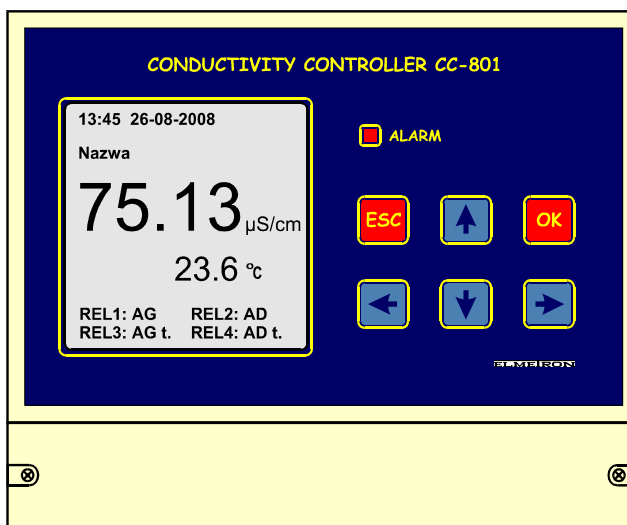 CONDUCTIVITY CONTROLLER CC-801
13:45 26-08-2008
Nazwa
75.13 µS/cm
23.6 °C
REL1: AG REL2: AD
REL3: AG t. REL4: AD t.
ALARM
ESC
OK
ELMETRON